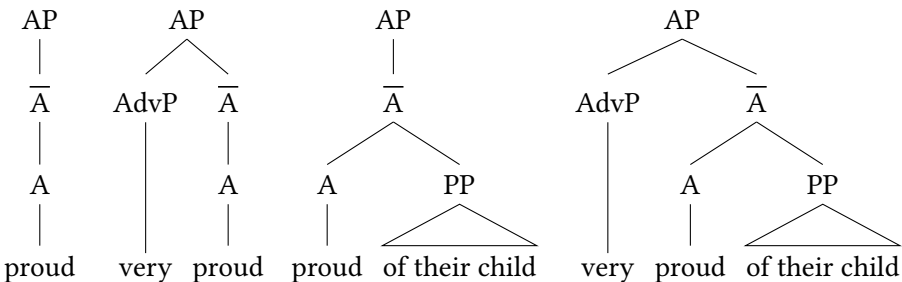 AP AP AP AP
A̅ AdvP A̅ A̅ AdvP A̅
A A A PP A PP
proud very proud proud of their child very proud of their child